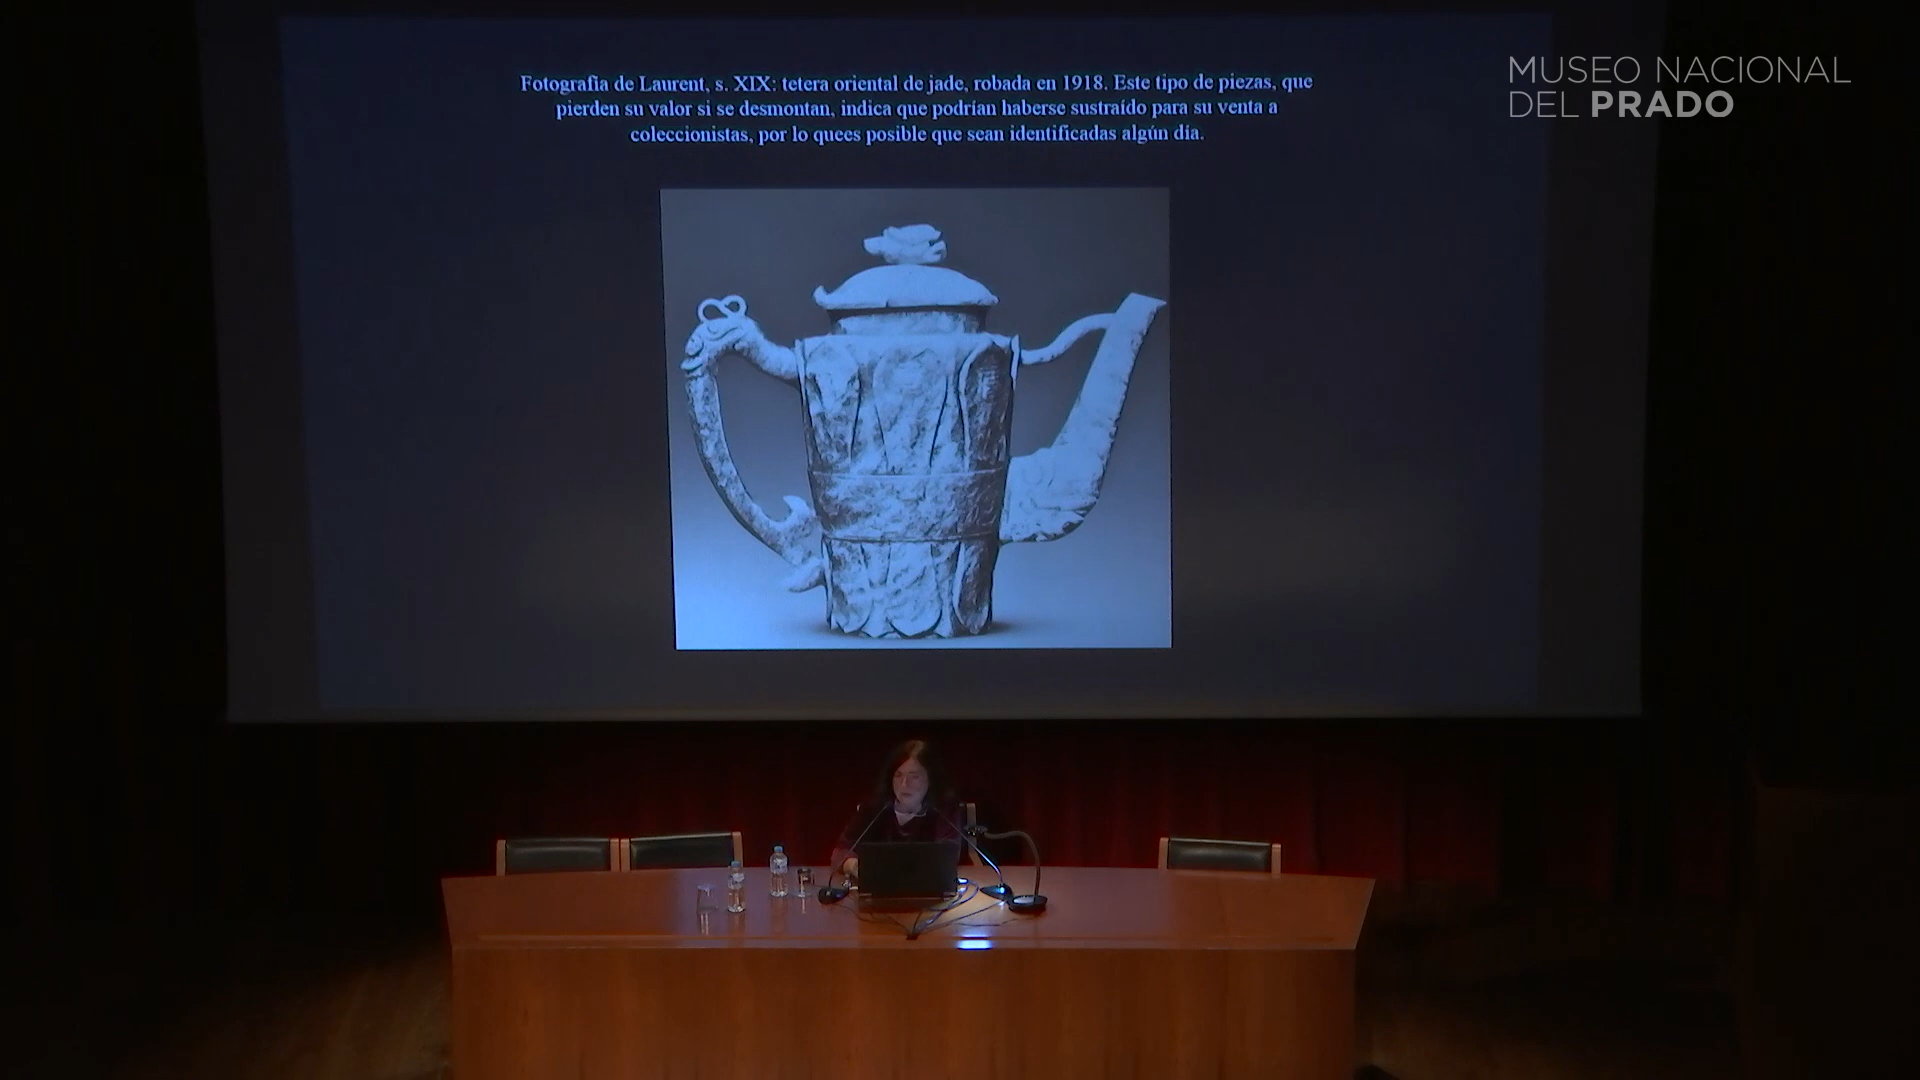 Fotografía de Laurent, s. XIX: tetera oriental de jade, robada en 1918. Este tipo de piezas, que
pierden su valor si se desmontan, indica que podrían haberse sustraído para su venta a
coleccionistas, por lo quees posible que sean identificadas algún día.
MUSEO NACIONAL
DEL PRADO